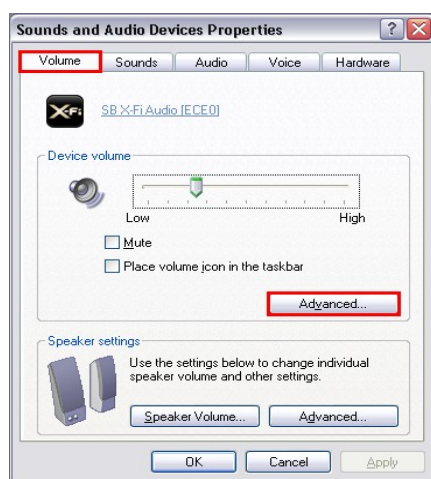 Sounds and Audio Devices Properties
Volume Sounds Audio Voice Hardware
X-Fi SB X-Fi Audio [ECE0]
Device volume
Low High
Mute
Place volume icon in the taskbar
Advanced...
Speaker settings
Use the settings below to change individual
speaker volume and other settings.
Speaker Volume... Advanced...
OK Cancel Apply